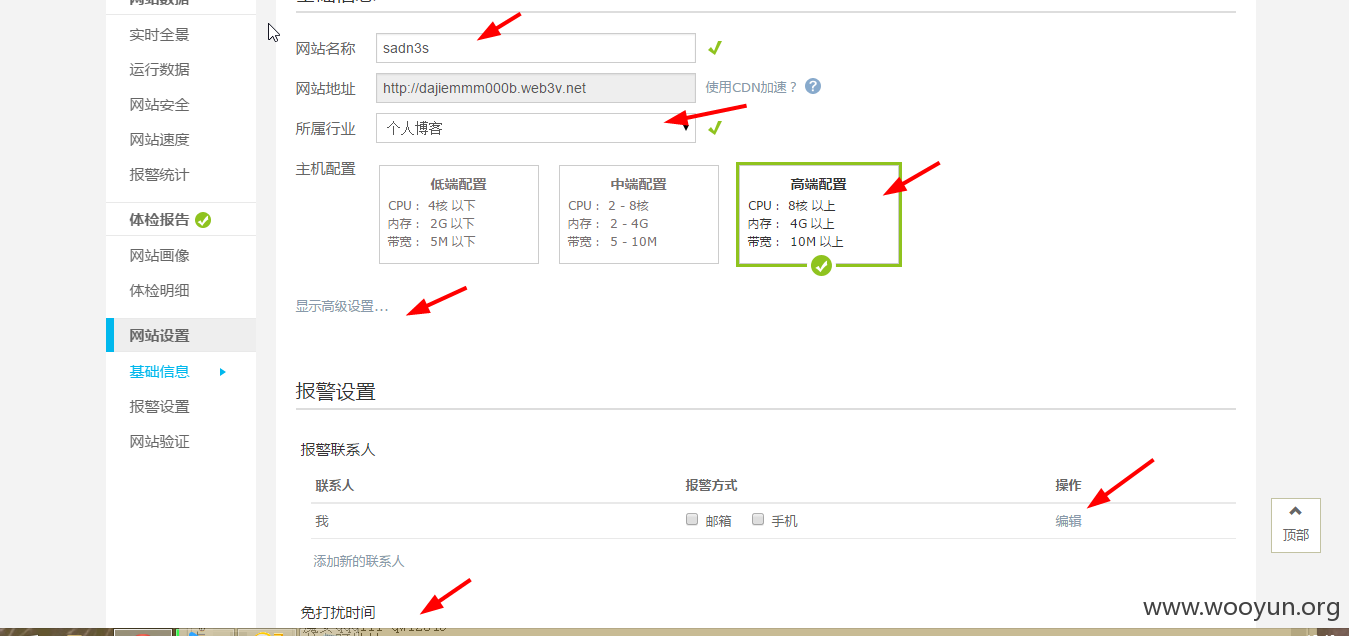 网站数据
实时全景
运行数据
网站安全
网站速度
报警统计
体检报告
网站画像
体检明细
网站设置
基础信息
报警设置
网站验证
基础信息
网站名称 sadn3s
网站地址 http://dajiemmm000b.web3v.net 使用CDN加速？ ?
所属行业 个人博客
主机配置
低端配置
CPU： 4核 以下
内存： 2G 以下
带宽： 5M 以下
中端配置
CPU： 2 - 8核
内存： 2 - 4G
带宽： 5 - 10M
高端配置
CPU： 8核 以上
内存： 4G 以上
带宽： 10M 以上
显示高级设置...
报警设置
报警联系人
联系人 报警方式 操作
我 邮箱 手机 编辑
添加新的联系人
免打扰时间
顶部
www.wooyun.org